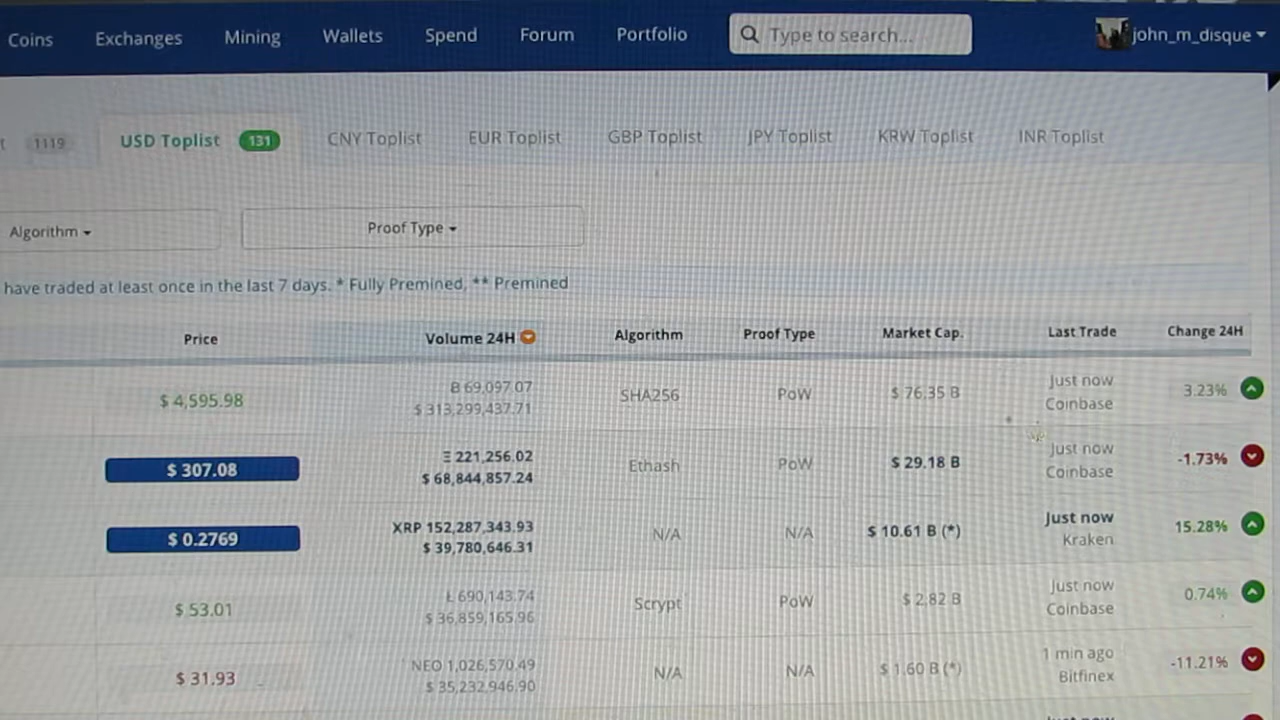 Coins Exchanges Mining Wallets Spend Forum Portfolio Type to search... john_m_disque
1119 USD Toplist 131 CNY Toplist EUR Toplist GBP Toplist JPY Toplist KRW Toplist INR Toplist
Algorithm Proof Type
have traded at least once in the last 7 days. * Fully Premined, ** Premined
Price Volume 24H Algorithm Proof Type Market Cap. Last Trade Change 24H
$ 4,595.98 Ƀ 69,097.07 SHA256 PoW $ 76.35 B Just now 3.23%
$ 313,299,437.71 Coinbase
$ 307.08 Ξ 221,256.02 Ethash PoW $ 29.18 B Just now -1.73%
$ 68,844,857.24 Coinbase
$ 0.2769 XRP 152,287,343.93 N/A N/A $ 10.61 B (*) Just now 15.28%
$ 39,780,646.31 Kraken
$ 53.01 Ł 690,143.74 Scrypt PoW $ 2.82 B Just now 0.74%
$ 36,859,165.96 Coinbase
$ 31.93 NEO 1,026,570.49 N/A N/A $ 1.60 B (*) 1 min ago -11.21%
$ 35,232,946.90 Bitfinex